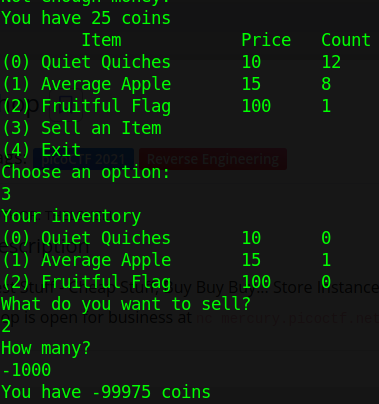 Not enough money.
You have 25 coins
Item Price Count
(0) Quiet Quiches 10 12
(1) Average Apple 15 8
(2) Fruitful Flag 100 1
(3) Sell an Item
(4) Exit
picoCTF 2021 Reverse Engineering
Choose an option:
3
Your inventory
(0) Quiet Quiches 10 0
(1) Average Apple 15 1
(2) Fruitful Flag 100 0
What do you want to sell?
Buy Buy Store Instance
2
is open for business at mercury.picoctf
How many?
-1000
You have -99975 coins